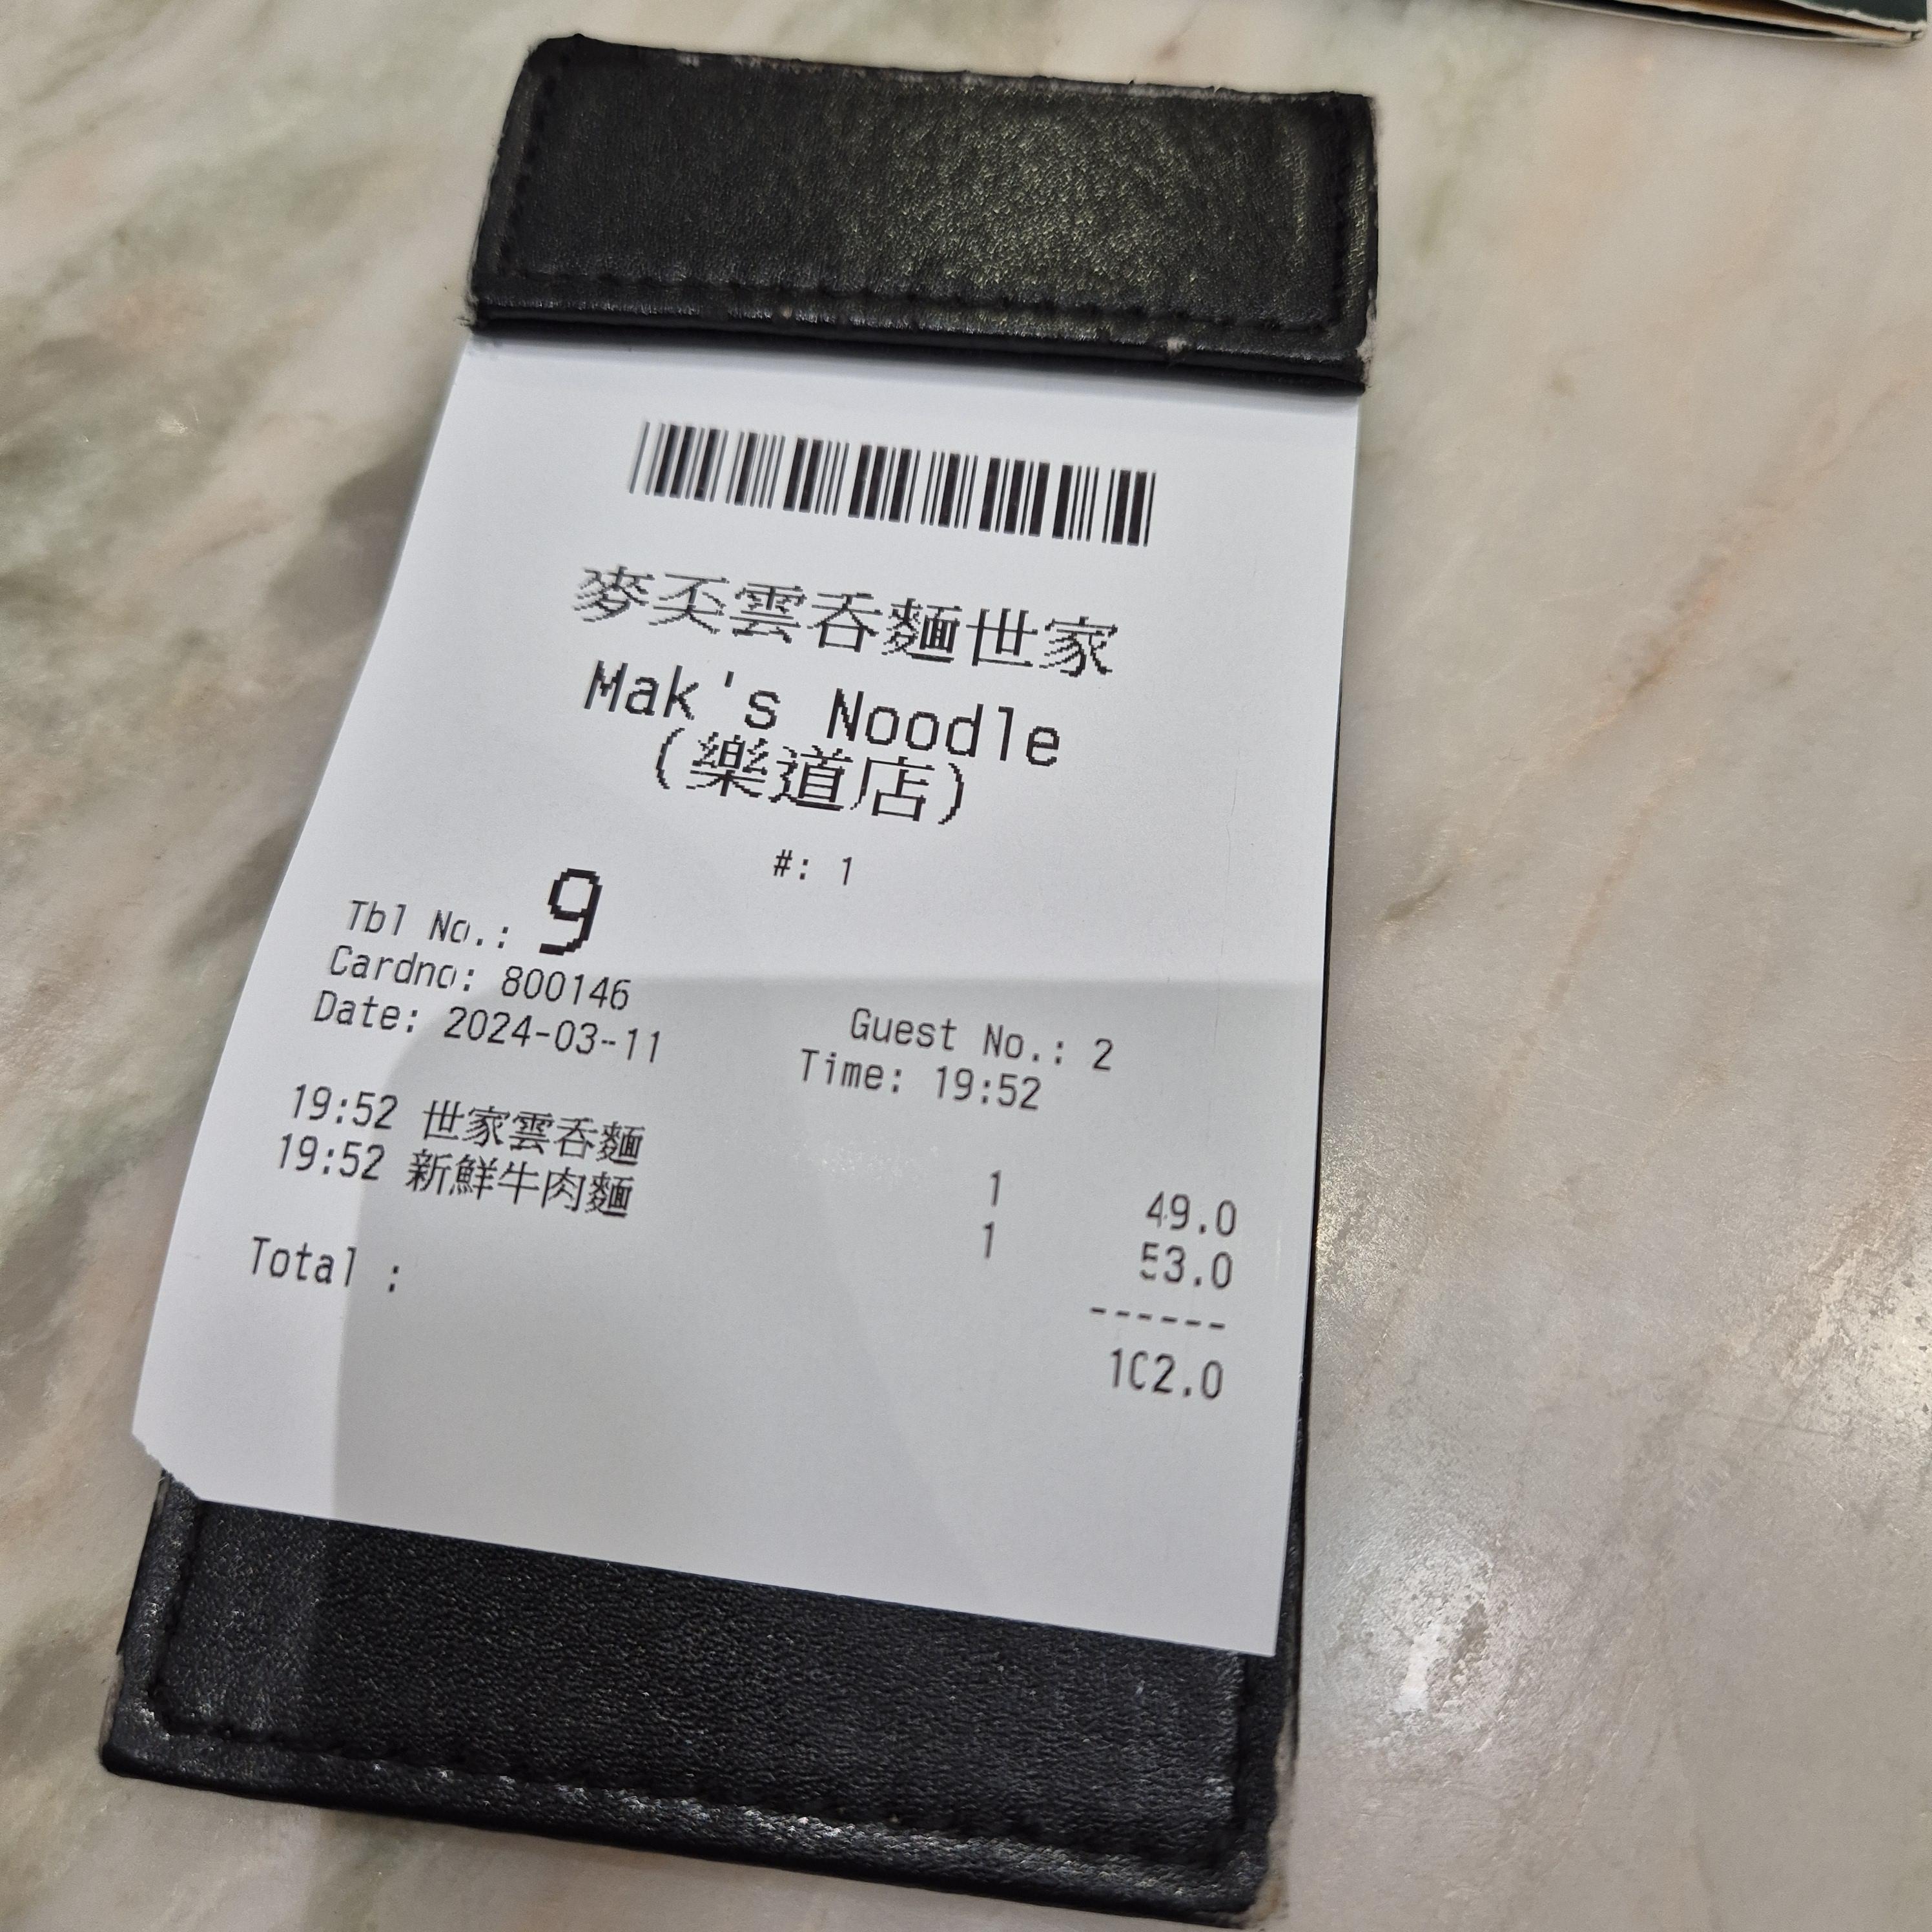 麥奀雲呑麵世家
Mak's Noodle
(樂道店)
#: 1
Tbl No.: 9
Cardno: 800146
Date: 2024-03-11 Guest No.: 2
Time: 19:52
19:52 世家雲呑麵 1 49.0
19:52 新鮮牛肉麵 1 53.0
------
Total : 102.0